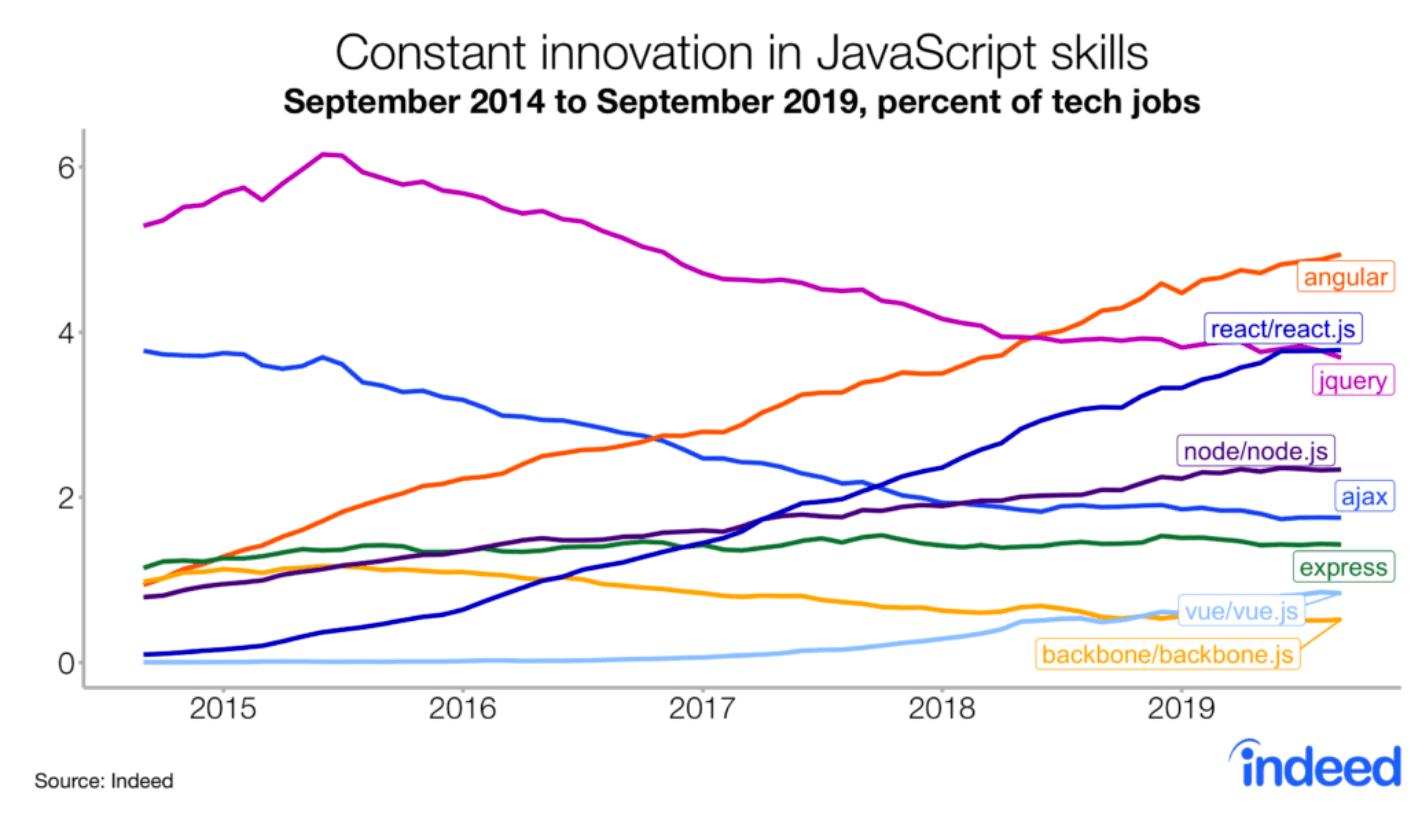 Constant innovation in JavaScript skills
September 2014 to September 2019, percent of tech jobs
6
angular
react/react.js
4
jquery
node/node.js
2
ajax
express
vue/vue.js
backbone/backbone.js
0
2015 2016 2017 2018 2019
Source: Indeed
indeed